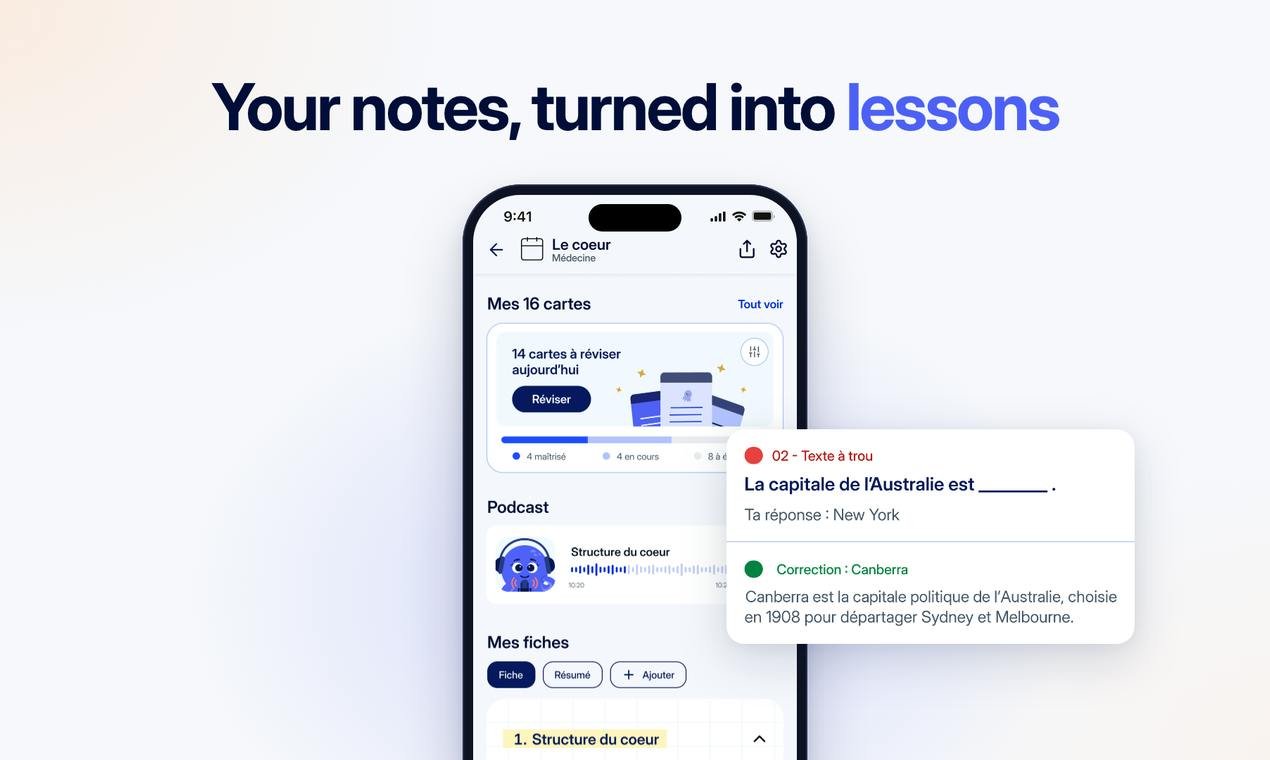 Your notes, turned into lessons
9:41
Le coeur
Médecine
Mes 16 cartes
Tout voir
14 cartes à réviser
aujourd'hui
Réviser
4 maîtrisé
4 en cours
8 à
Podcast
Structure du coeur
10:20
Mes fiches
Fiche
Résumé
+ Ajouter
1. Structure du coeur
02 - Texte à trou
La capitale de l'Australie est _______ .
Ta réponse : New York
Correction : Canberra
Canberra est la capitale politique de l'Australie, choisie
en 1908 pour départager Sydney et Melbourne.